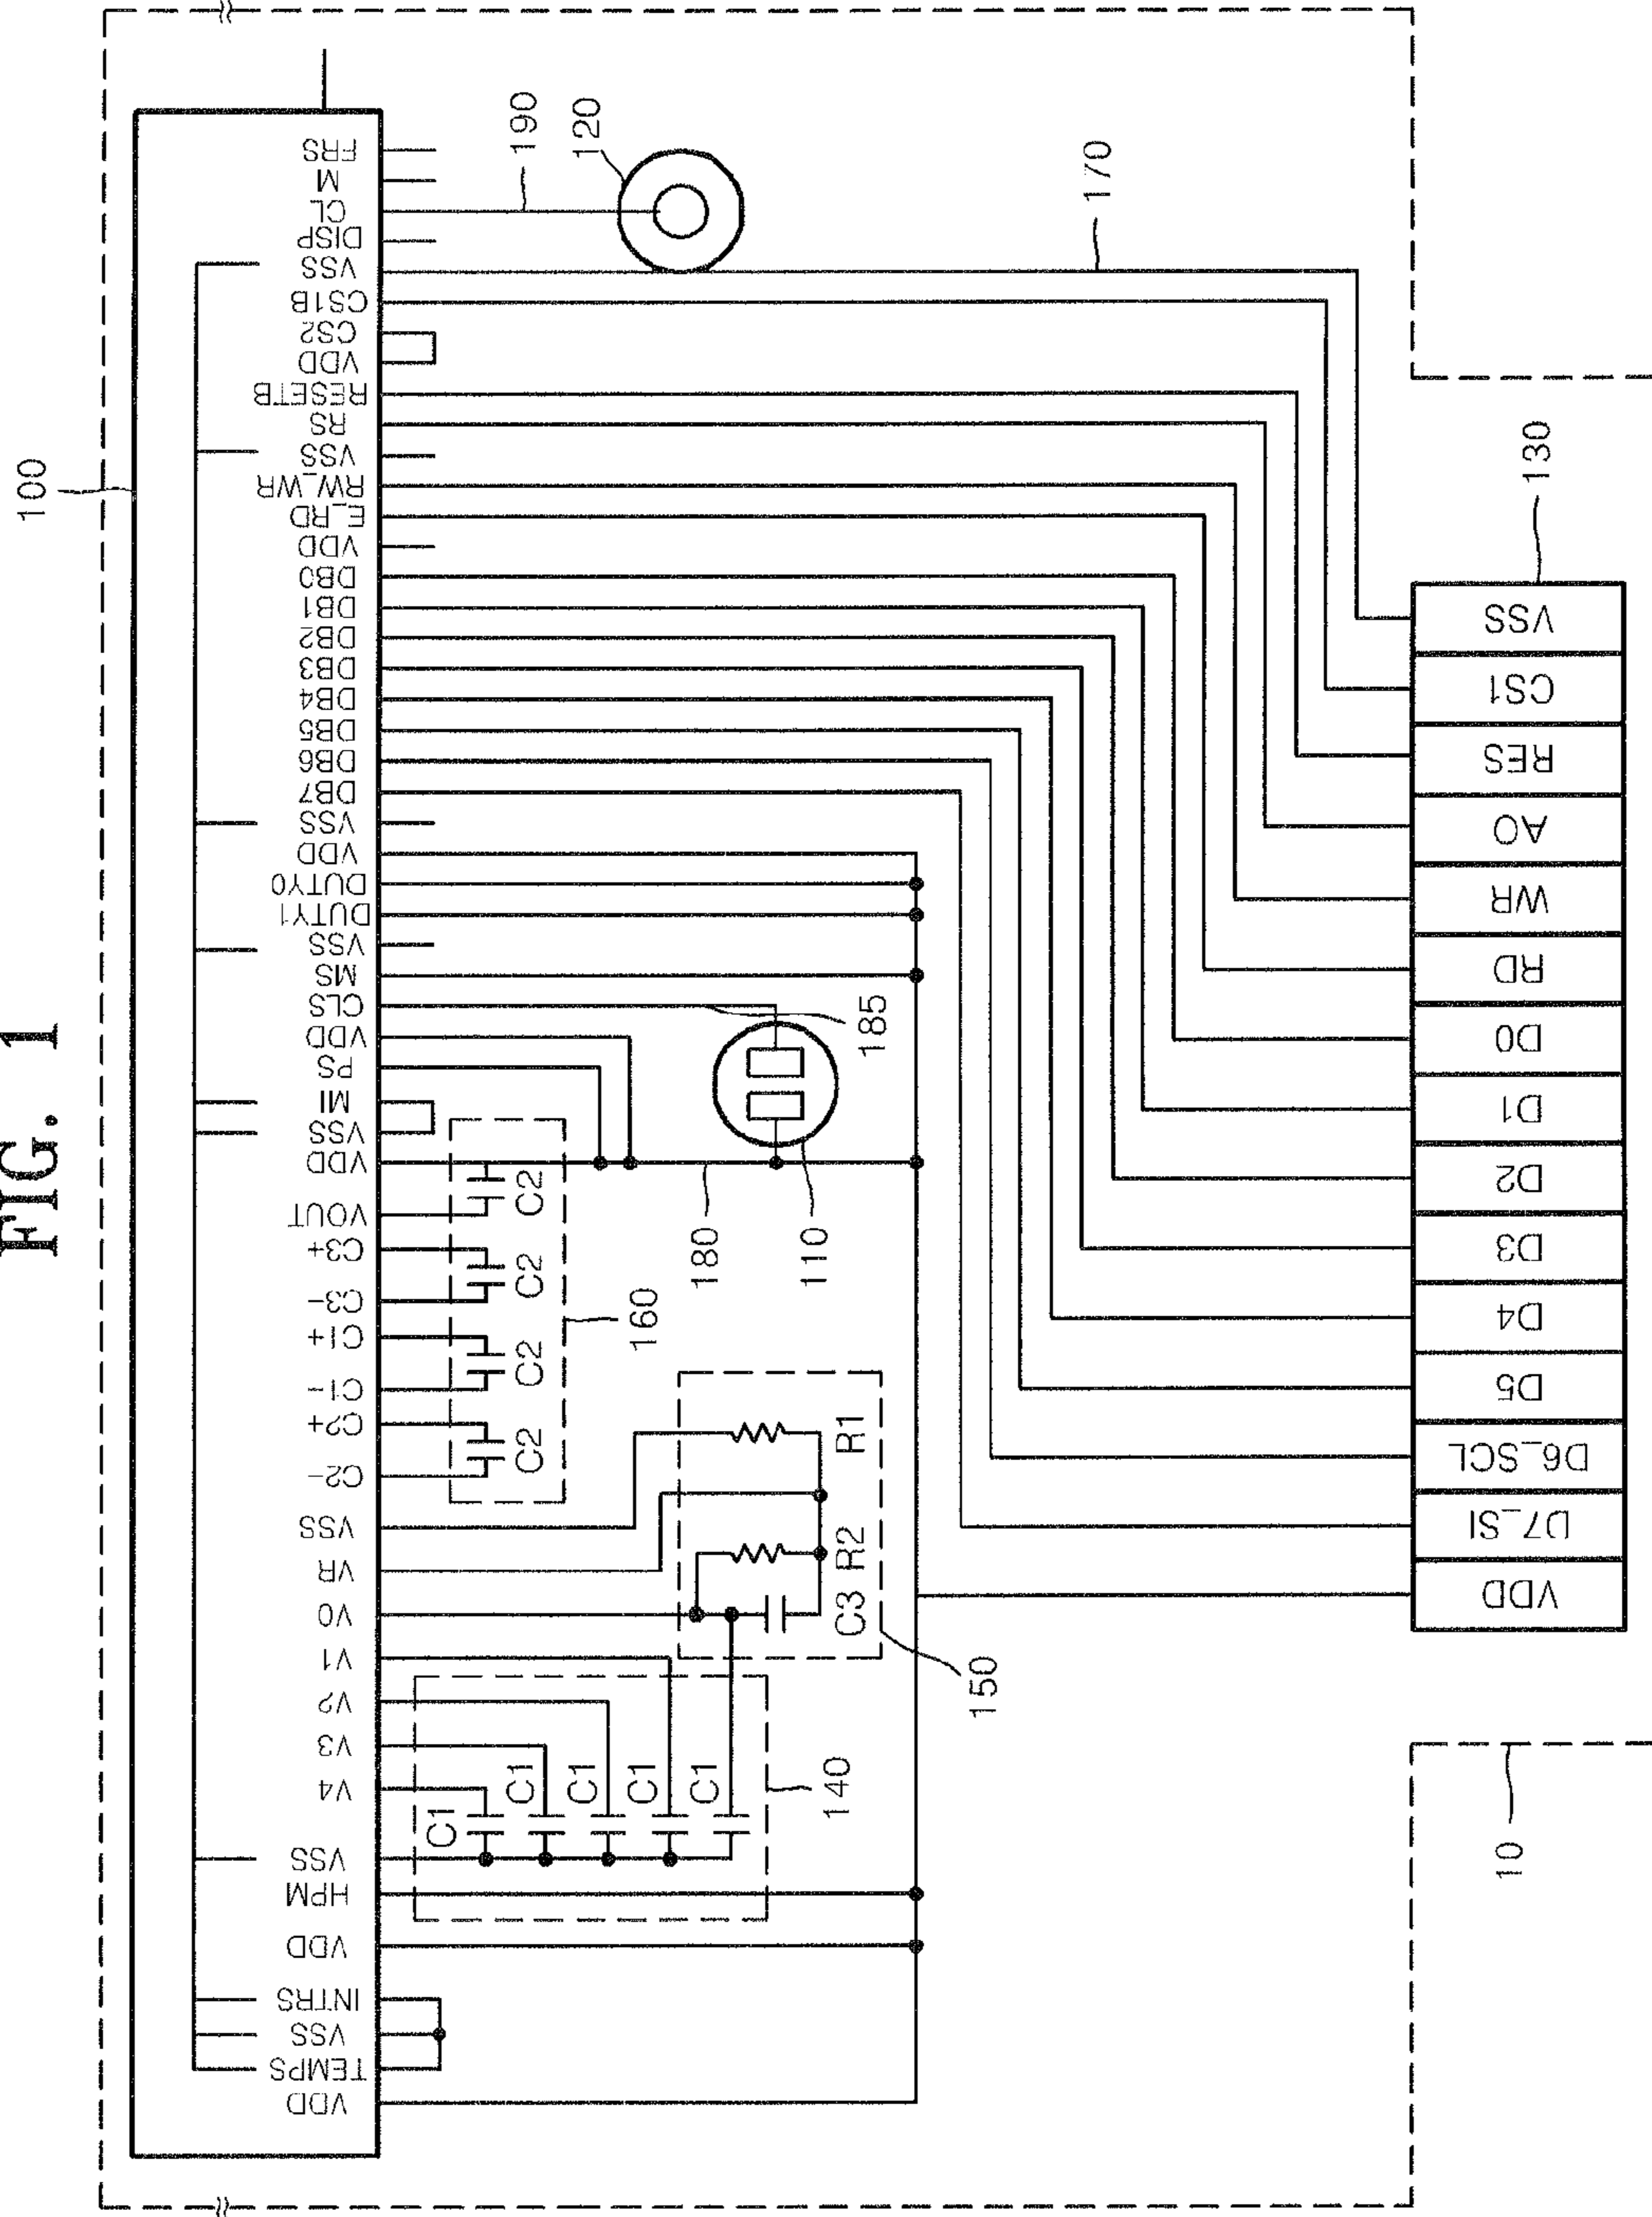 FIG. 1
100
FRS
M
CL
DISP
VSS
CS1B
CS2
VDD
RESETB
RS
VSS
RW_WR
E_RD
VDD
DB0
DB1
DB2
DB3
DB4
DB5
DB6
DB7
VSS
VDD
DUTY0
DUTY1
VSS
MS
CLS
VDD
PS
MI
VSS
VDD
VOUT
C3+
C3-
C1+
C1-
C2+
C2-
VSS
VR
V0
V1
V2
V3
V4
VSS
HPM
VDD
INTRS
VSS
TEMPS
VDD
190
120
170
185
180
110
C2
C2
C2
C2
160
R1
R2
C3
150
C1
C1
C1
C1
C1
140
130
VSS
CS1
RES
AO
WR
RD
D0
D1
D2
D3
D4
D5
D6_SCL
D7_SI
VDD
10